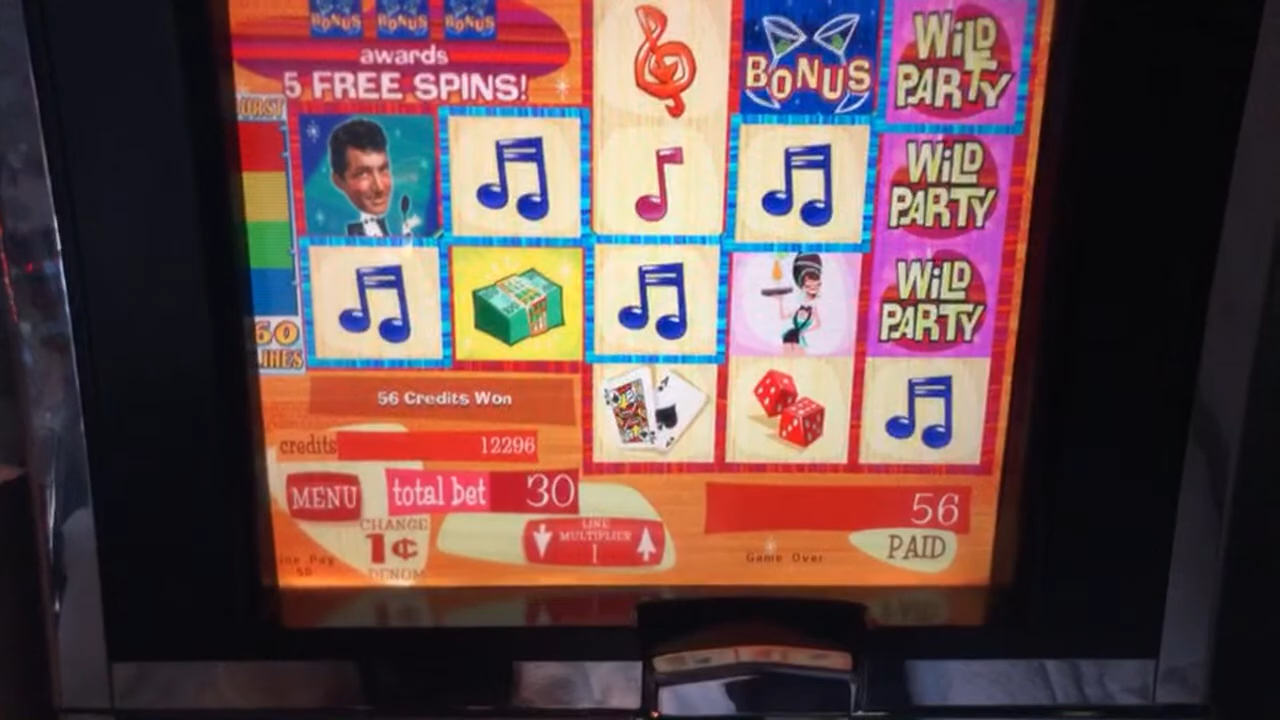 BONUS BONUS BONUS
awards
5 FREE SPINS!
BONUS
WiLD
PARTY
WiLD
PARTY
WiLD
PARTY
60
LINES
56 Credits Won
credits 12296
MENU
total bet 30
CHANGE
1¢
DENOM
LINE
MULTIPLIER
1
56
PAID
Game Over
A